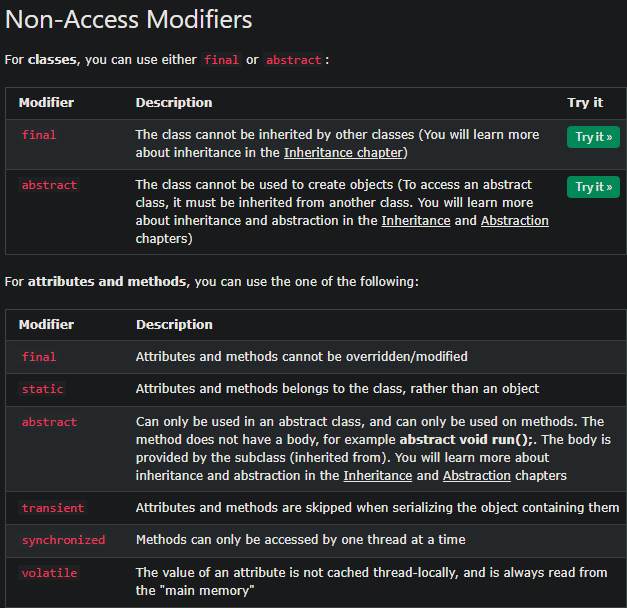 Non-Access Modifiers
For classes, you can use either final or abstract:
Modifier Description Try it
final The class cannot be inherited by other classes (You will learn more Try it »
about inheritance in the Inheritance chapter)
abstract The class cannot be used to create objects (To access an abstract Try it »
class, it must be inherited from another class. You will learn more
about inheritance and abstraction in the Inheritance and Abstraction
chapters)
For attributes and methods, you can use the one of the following:
Modifier Description
final Attributes and methods cannot be overridden/modified
static Attributes and methods belongs to the class, rather than an object
abstract Can only be used in an abstract class, and can only be used on methods. The
method does not have a body, for example abstract void run();. The body is
provided by the subclass (inherited from). You will learn more about
inheritance and abstraction in the Inheritance and Abstraction chapters
transient Attributes and methods are skipped when serializing the object containing them
synchronized Methods can only be accessed by one thread at a time
volatile The value of an attribute is not cached thread-locally, and is always read from
the "main memory"